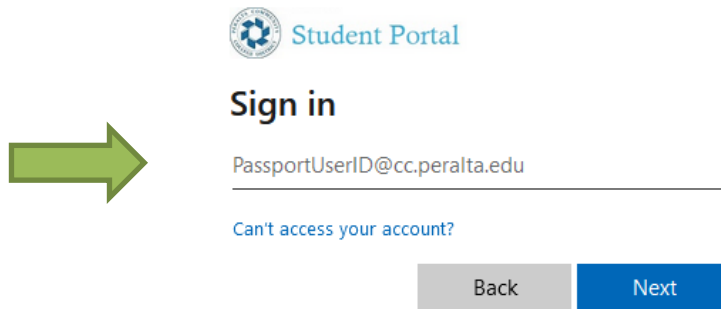 Student Portal
Sign in
PassportUserID@cc.peralta.edu
Can't access your account?
Back Next